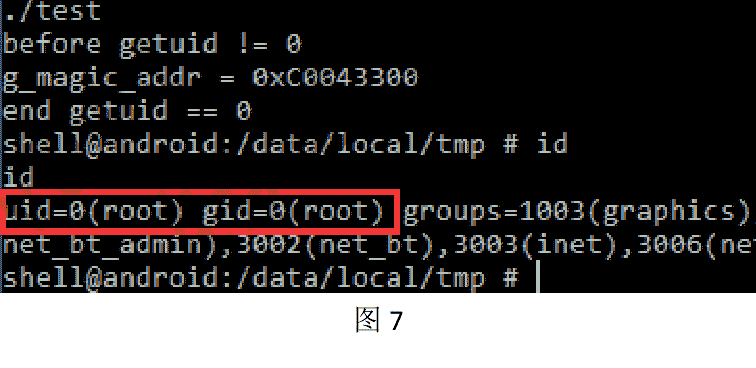 ./test
before getuid != 0
g_magic_addr = 0xC0043300
end getuid == 0
shell@android:/data/local/tmp # id
id
uid=0(root) gid=0(root) groups=1003(graphics),
net_bt_admin),3002(net_bt),3003(inet),3006(ne
shell@android:/data/local/tmp #
图 7